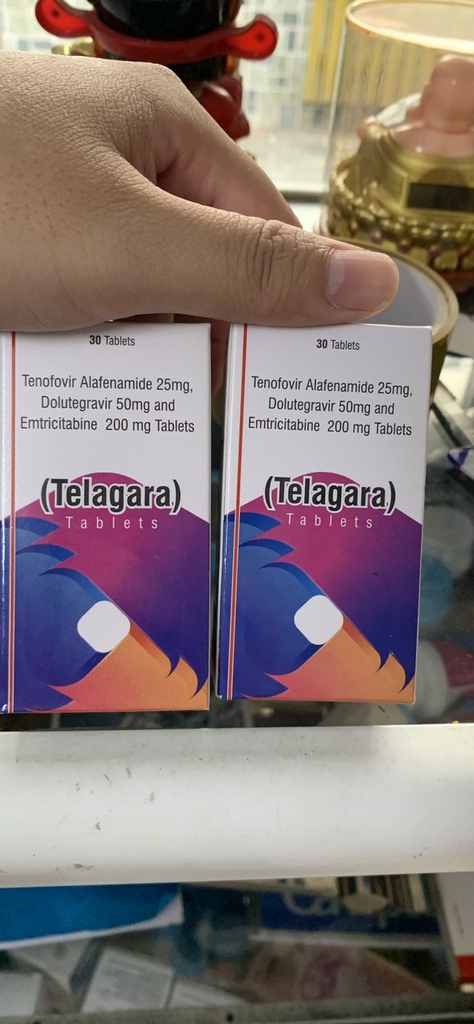 30 Tablets
Tenofovir Alafenamide 25mg,
Dolutegravir 50mg and
Emtricitabine 200 mg Tablets
(Telagara)
Tablets
30 Tablets
Tenofovir Alafenamide 25mg,
Dolutegravir 50mg and
Emtricitabine 200 mg Tablets
(Telagara)
Tablets